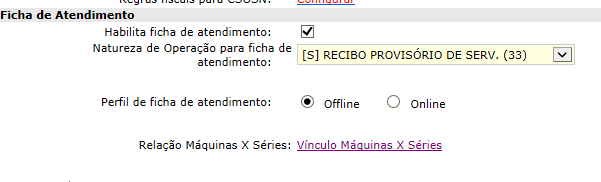 Regras fiscais para CSOSN: Configurar
Ficha de Atendimento
Habilita ficha de atendimento:
Natureza de Operação para ficha de atendimento: [S] RECIBO PROVISÓRIO DE SERV. (33)
Perfil de ficha de atendimento: Offline Online
Relação Máquinas X Séries: Vínculo Máquinas X Séries